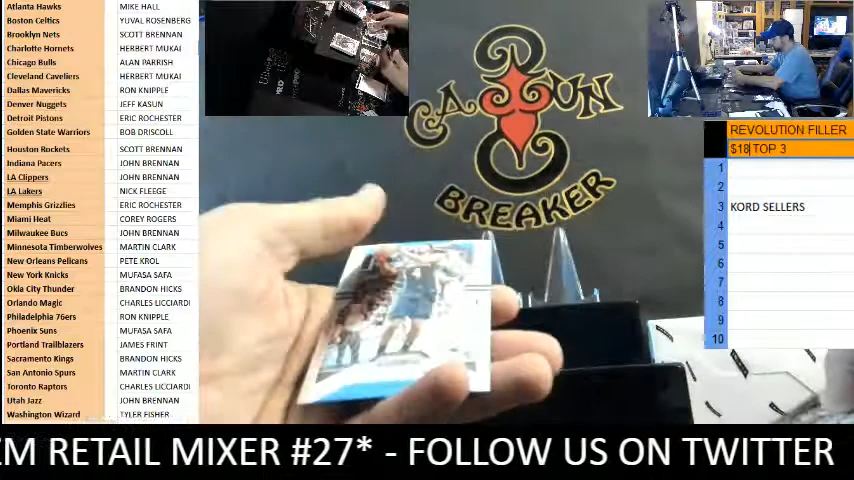 Atlanta Hawks MIKE HALL
Boston Celtics YUVAL ROSENBERG
Brooklyn Nets SCOTT BRENNAN
Charlotte Hornets HERBERT MUKAI
Chicago Bulls ALAN PARRISH
Cleveland Cavaliers HERBERT MUKAI
Dallas Mavericks RON KNIPPLE
Denver Nuggets JEFF KASUN
Detroit Pistons ERIC ROCHESTER
Golden State Warriors BOB DRISCOLL
Houston Rockets SCOTT BRENNAN
Indiana Pacers JOHN BRENNAN
LA Clippers JOHN BRENNAN
LA Lakers NICK FLEEGE
Memphis Grizzlies ERIC ROCHESTER
Miami Heat COREY ROGERS
Milwaukee Bucs JOHN BRENNAN
Minnesota Timberwolves MARTIN CLARK
New Orleans Pelicans PETE KROL
New York Knicks MUFASA SAFA
Okla City Thunder BRANDON HICKS
Orlando Magic CHARLES LICCIARDI
Philadelphia 76ers RON KNIPPLE
Phoenix Suns MUFASA SAFA
Portland Trailblazers JAMES FRINT
Sacramento Kings BRANDON HICKS
San Antonio Spurs MARTIN CLARK
Toronto Raptors CHARLES LICCIARDI
Utah Jazz JOHN BRENNAN
Washington Wizard TYLER FISHER
CAJUN
BREAKER
REVOLUTION FILLER
$18 TOP 3
1
2
3 KORD SELLERS
4
5
6
7
8
9
10
EM RETAIL MIXER #27* - FOLLOW US ON TWITTER